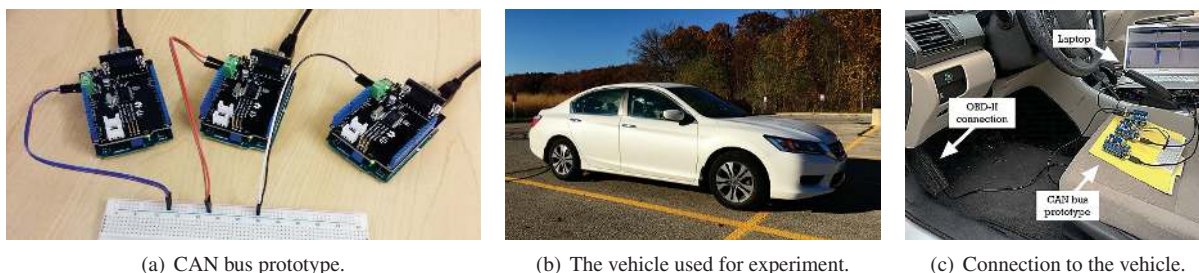 Laptop
OBD-II
connection
CAN bus
prototype
(a) CAN bus prototype.
(b) The vehicle used for experiment.
(c) Connection to the vehicle.